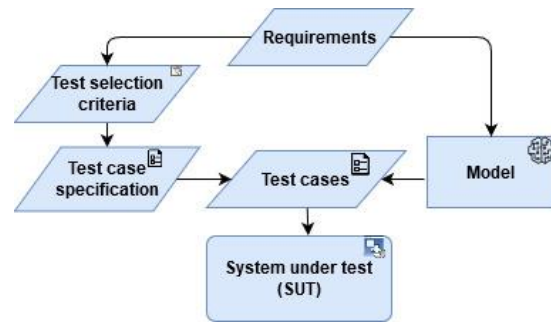 Requirements
Test selection
criteria
Test case
specification
Test cases
Model
System under test
(SUT)